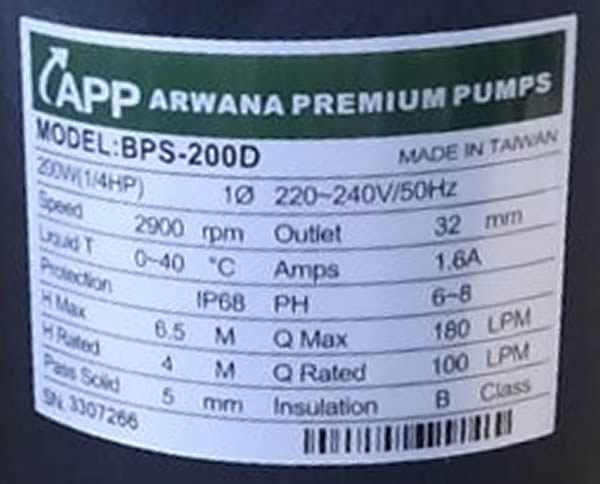 APP ARWANA PREMIUM PUMPS
MODEL:BPS-200D MADE IN TAIWAN
200W(1/4HP) 1Ø 220~240V/50Hz
Speed 2900 rpm Outlet 32 mm
Liquid T 0~40 °C Amps 1.6A
Protection IP68 PH 6~8
H Max 6.5 M Q Max 180 LPM
H Rated 4 M Q Rated 100 LPM
Pass Solid 5 mm Insulation B Class
SN. 3307266